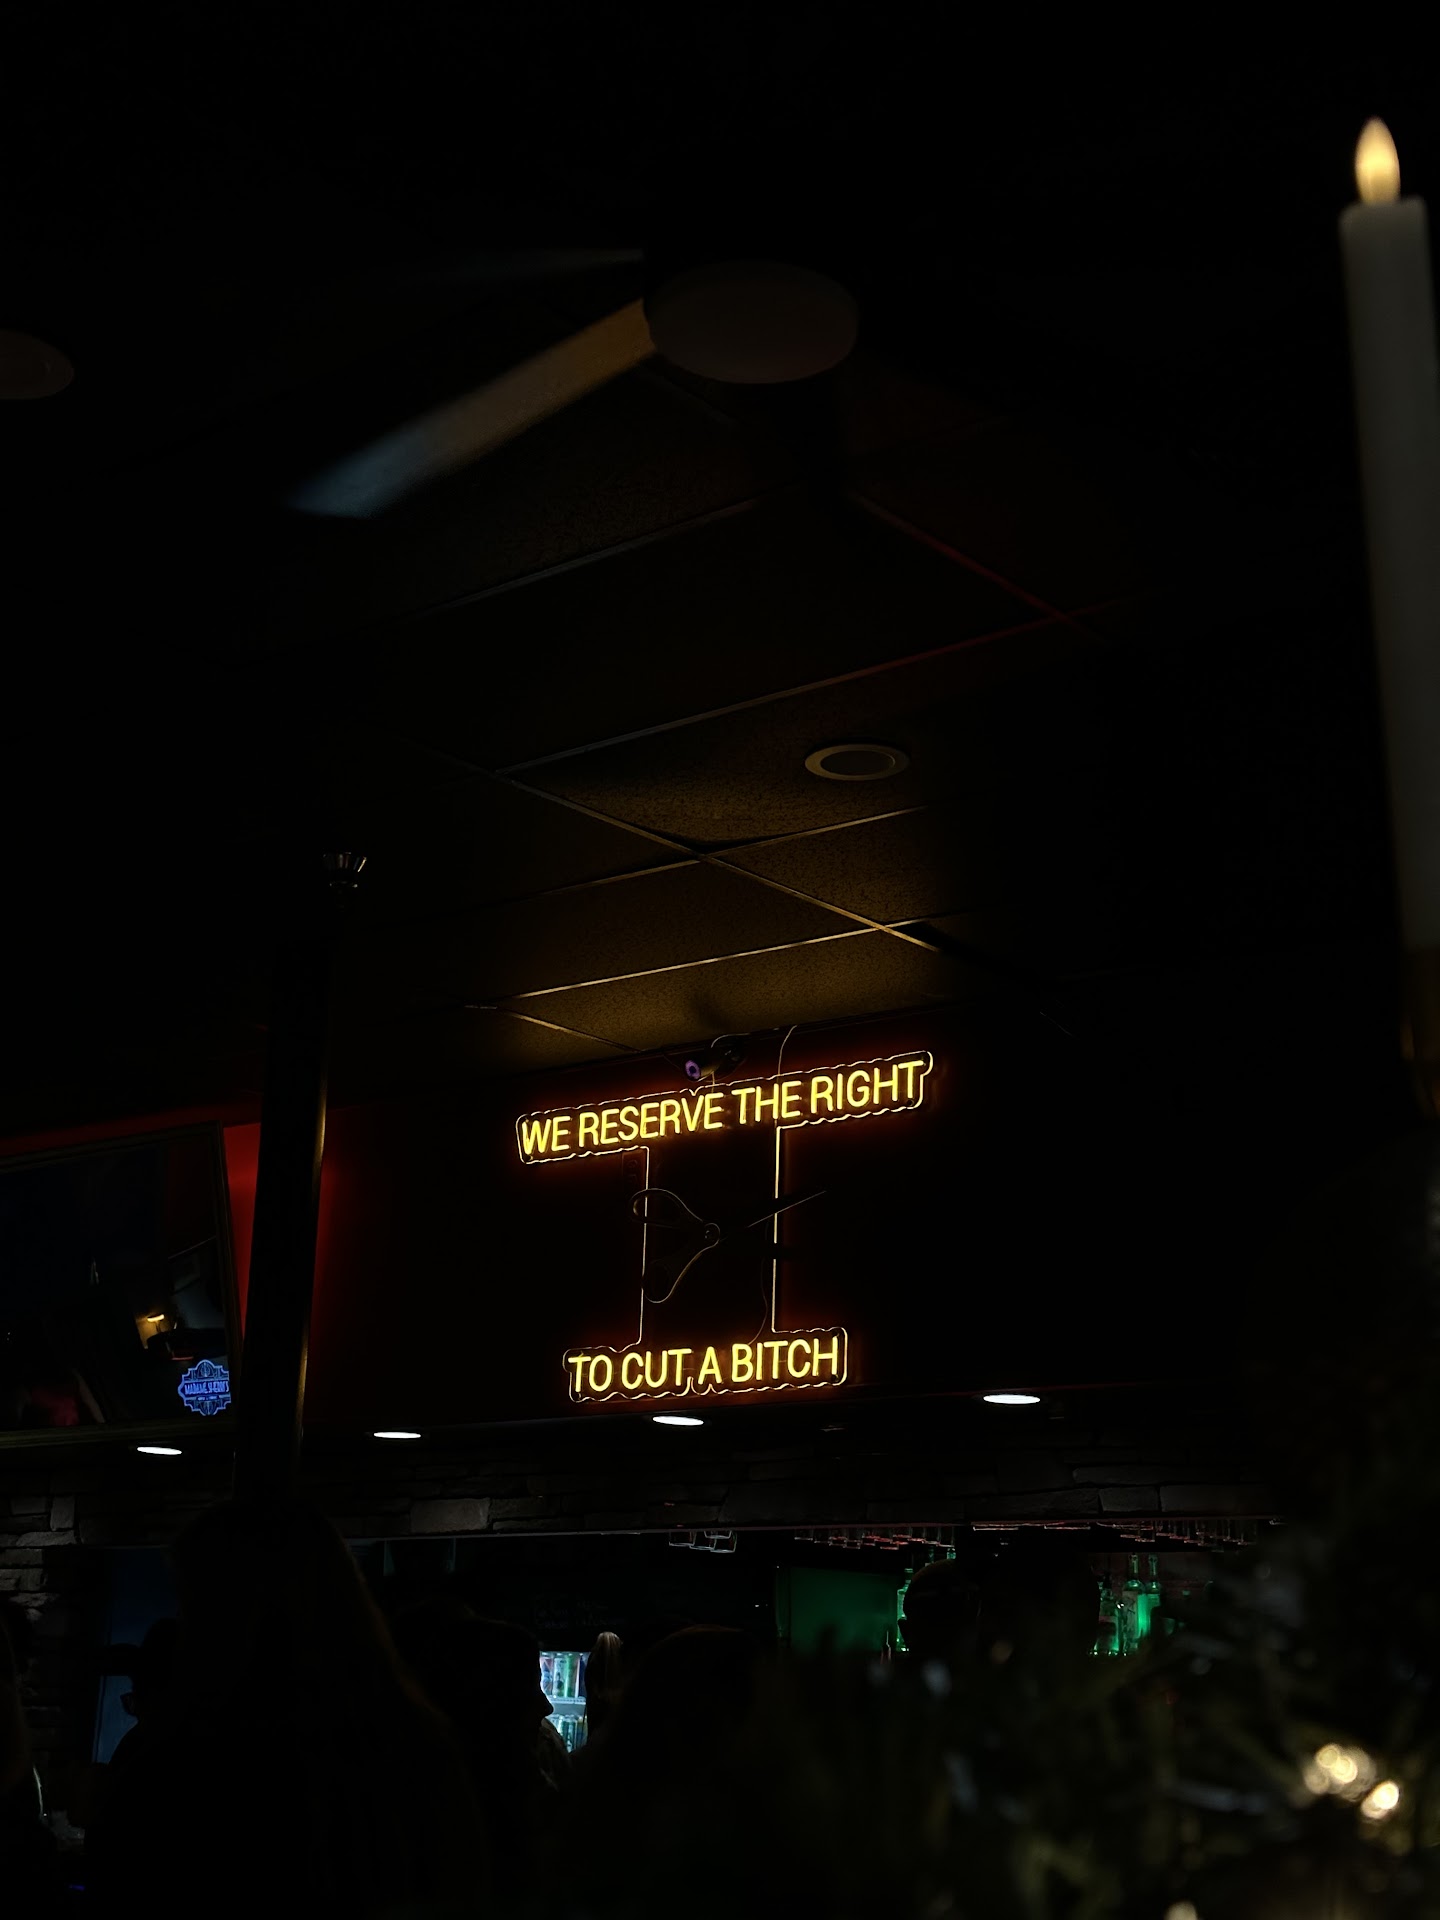 WE RESERVE THE RIGHT
TO CUT A BITCH